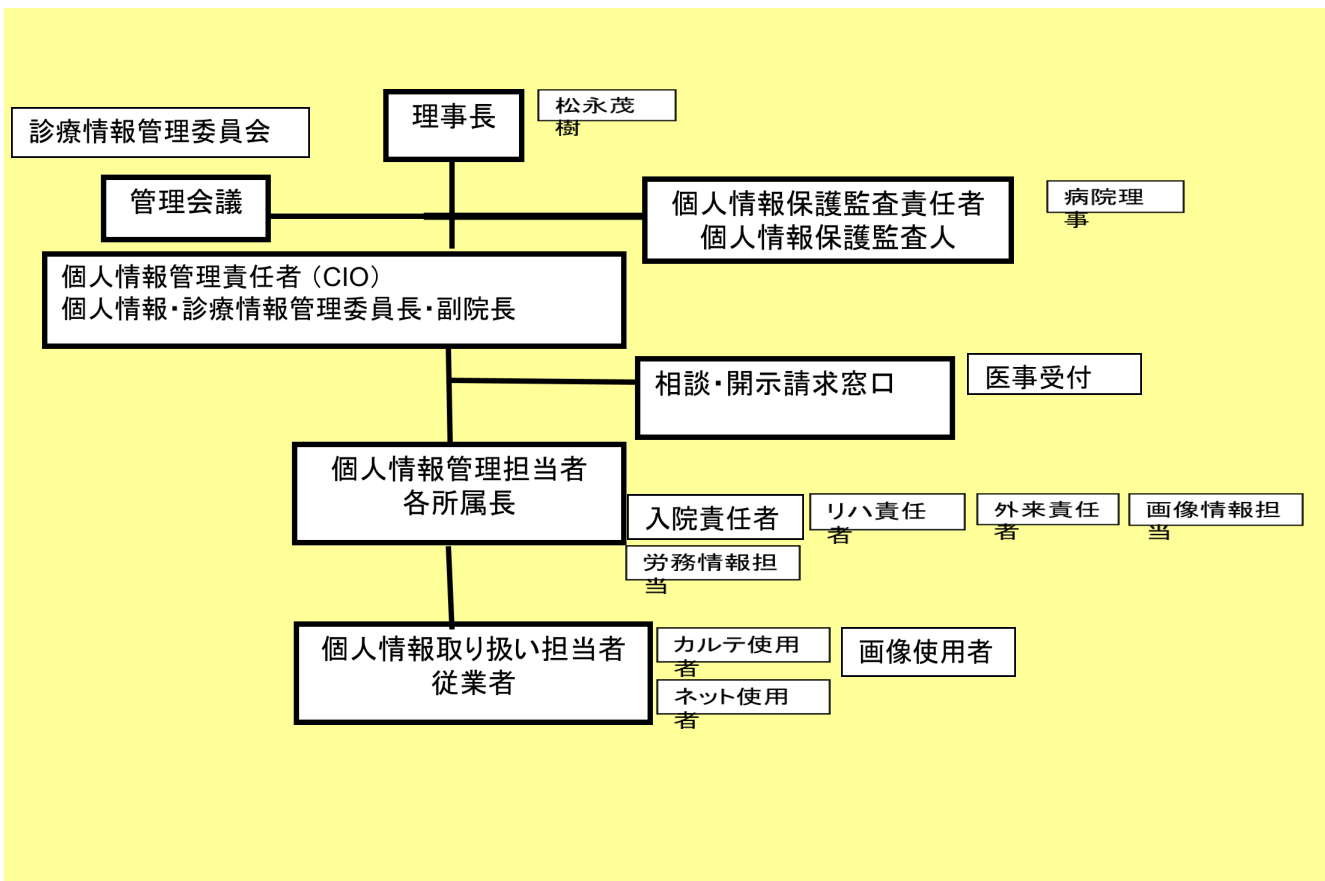 理事長
松永茂
樹
診療情報管理委員会
管理会議
個人情報保護監査責任者
個人情報保護監査人
病院理
事
個人情報管理責任者（CIO）
個人情報・診療情報管理委員長・副院長
相談・開示請求窓口
医事受付
個人情報管理担当者
各所属長
入院責任者
リハ責任
者
外来責任
者
画像情報担
当
労務情報担
当
個人情報取り扱い担当者
従業者
カルテ使用
者
画像使用者
ネット使用
者